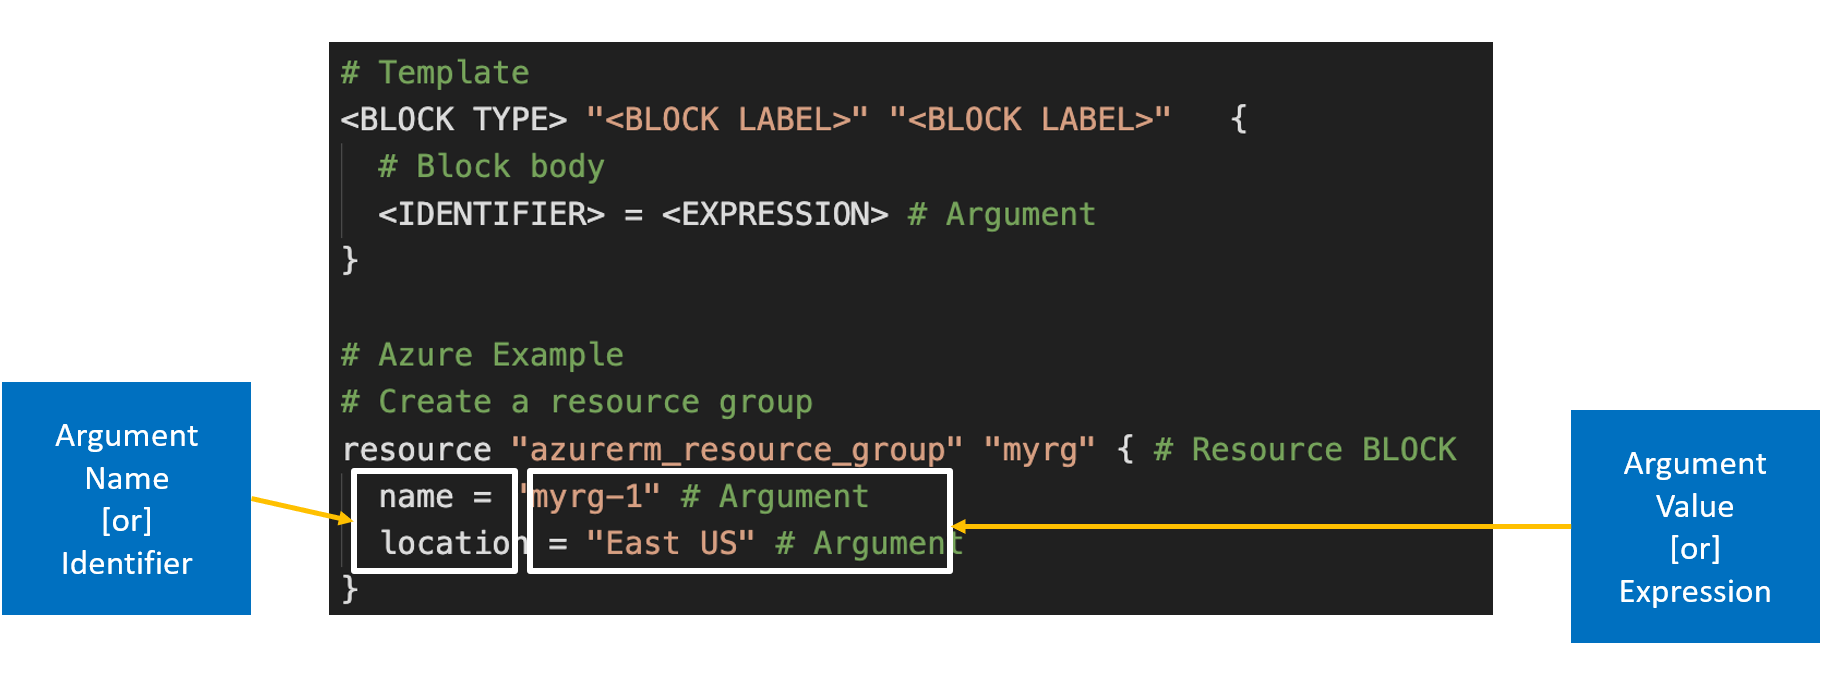 # Template
<BLOCK TYPE> "<BLOCK LABEL>" "<BLOCK LABEL>" {
# Block body
<IDENTIFIER> = <EXPRESSION> # Argument
}
# Azure Example
# Create a resource group
resource "azurerm_resource_group" "myrg" { # Resource BLOCK
name = "myrg-1" # Argument
location = "East US" # Argument
}
Argument
Name
[or]
Identifier
Argument
Value
[or]
Expression